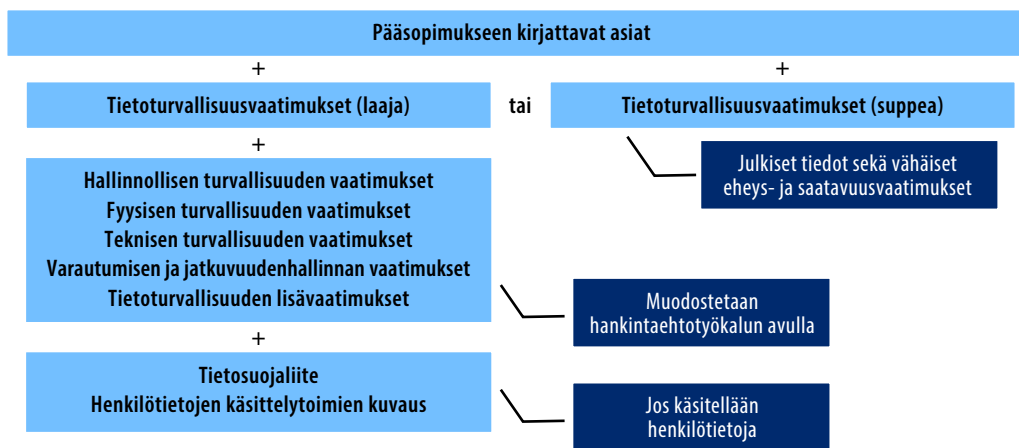 Pääsopimukseen kirjattavat asiat
+
+
Tietoturvallisuusvaatimukset (laaja)
tai
Tietoturvallisuusvaatimukset (suppea)
+
Julkiset tiedot sekä vähäiset
eheys- ja saatavuusvaatimukset
Hallinnollisen turvallisuuden vaatimukset
Fyysisen turvallisuuden vaatimukset
Teknisen turvallisuuden vaatimukset
Varautumisen ja jatkuvuudenhallinnan vaatimukset
Tietoturvallisuuden lisävaatimukset
Muodostetaan
hankintaehtotyökalun avulla
+
Tietosuojaliite
Henkilötietojen käsittelytoimien kuvaus
Jos käsitellään
henkilötietoja